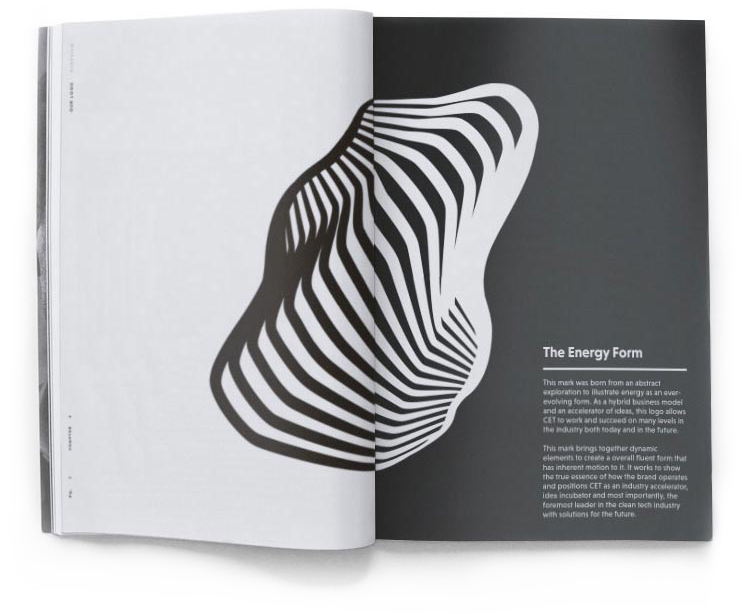 The Energy Form
This mark was born from an abstract
exploration to illustrate energy as an ever-
evolving form. As a hybrid business model
and an accelerator of ideas, this logo allows
CET to work and succeed on many levels in
the industry both today and in the future.
This mark brings together dynamic
elements to create a overall fluent form that
has inherent motion to it. It works to show
the true essence of how the brand operates
and positions CET as an industry accelerator,
idea incubator and most importantly, the
foremost leader in the clean tech industry
with solutions for the future.